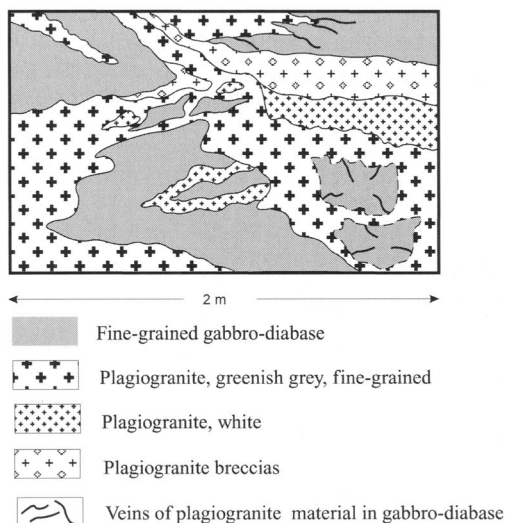 2 m
Fine-grained gabbro-diabase
Plagiogranite, greenish grey, fine-grained
Plagiogranite, white
Plagiogranite breccias
Veins of plagiogranite material in gabbro-diabase